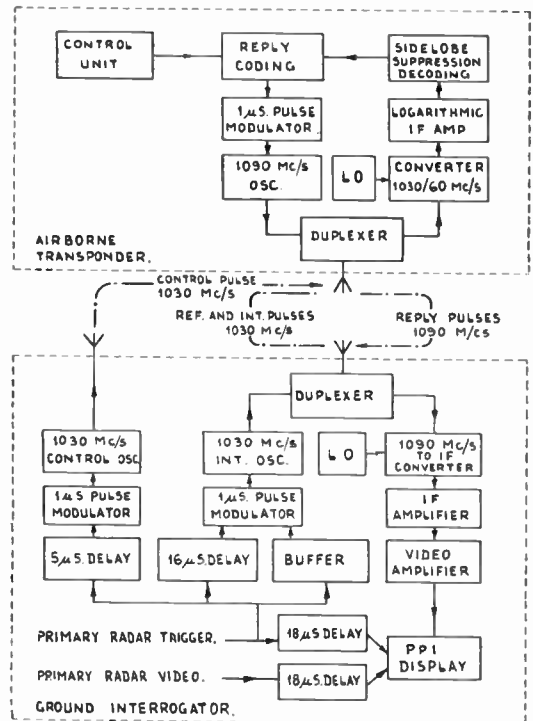 CONTROL
UNIT
REPLY
CODING
SIDELOBE
SUPPRESSION
DECODING
1µS. PULSE
MODULATOR
LOGARITHMIC
IF AMP
1090 Mc/s
OSC.
LO
CONVERTER
1030/60 Mc/s
DUPLEXER
AIRBORNE
TRANSPONDER.
CONTROL PULSE
1030 Mc/s
REF. AND INT. PULSES
1030 Mc/s
REPLY PULSES
1090 M/cs
DUPLEXER
1030 Mc/s
CONTROL OSC.
1030 Mc/s
INT. OSC.
LO
1090 Mc/s
TO IF
CONVERTER
1µS PULSE
MODULATOR
1µS. PULSE
MODULATOR
IF
AMPLIFIER
5µS. DELAY
16µS. DELAY
BUFFER
VIDEO
AMPLIFIER
PRIMARY RADAR TRIGGER.
18µS DELAY
PPI
DISPLAY
PRIMARY RADAR VIDEO.
18µS DELAY
GROUND INTERROGATOR.